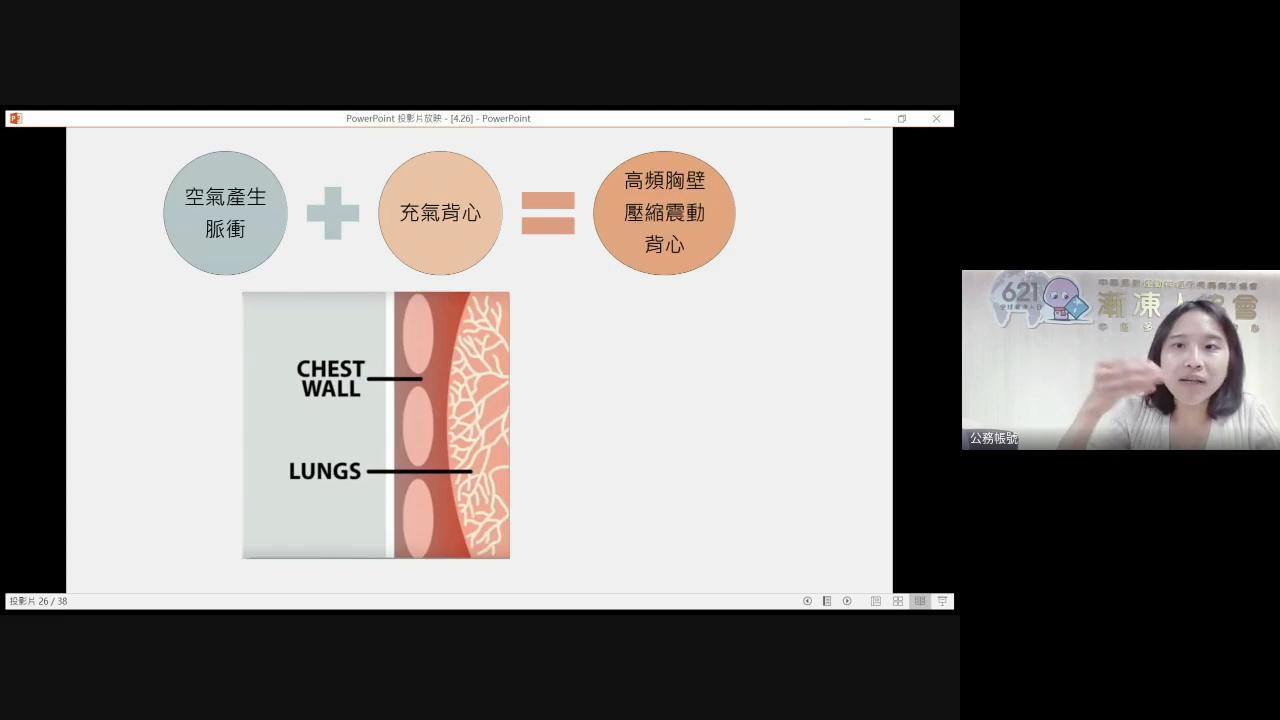 PowerPoint 投影片放映 - [4.26] - PowerPoint
空氣產生
脈衝
充氣背心
高頻胸壁
壓縮震動
背心
CHEST
WALL
LUNGS
投影片 26 / 38
621
漸凍人協會
公務帳號